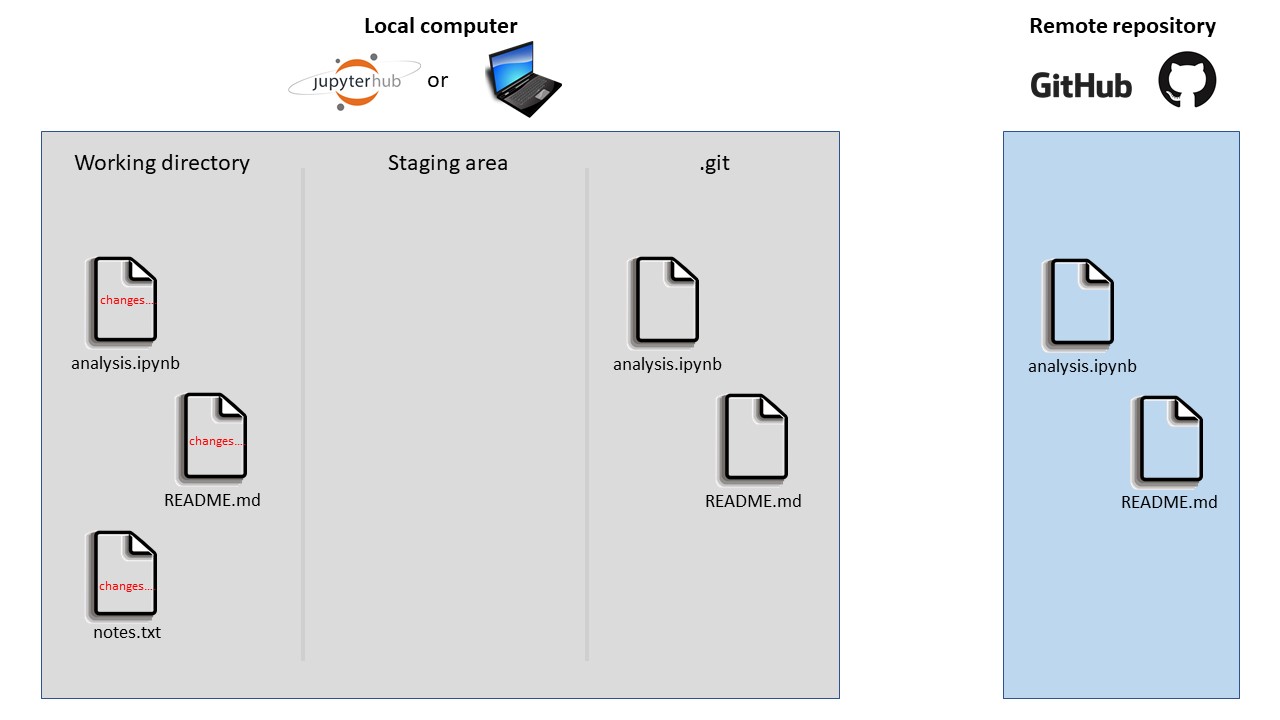 Local computer
Remote repository
jupyterhub or
GitHub
Working directory
Staging area
.git
changes...
analysis.ipynb
analysis.ipynb
analysis.ipynb
changes...
README.md
README.md
README.md
changes...
notes.txt